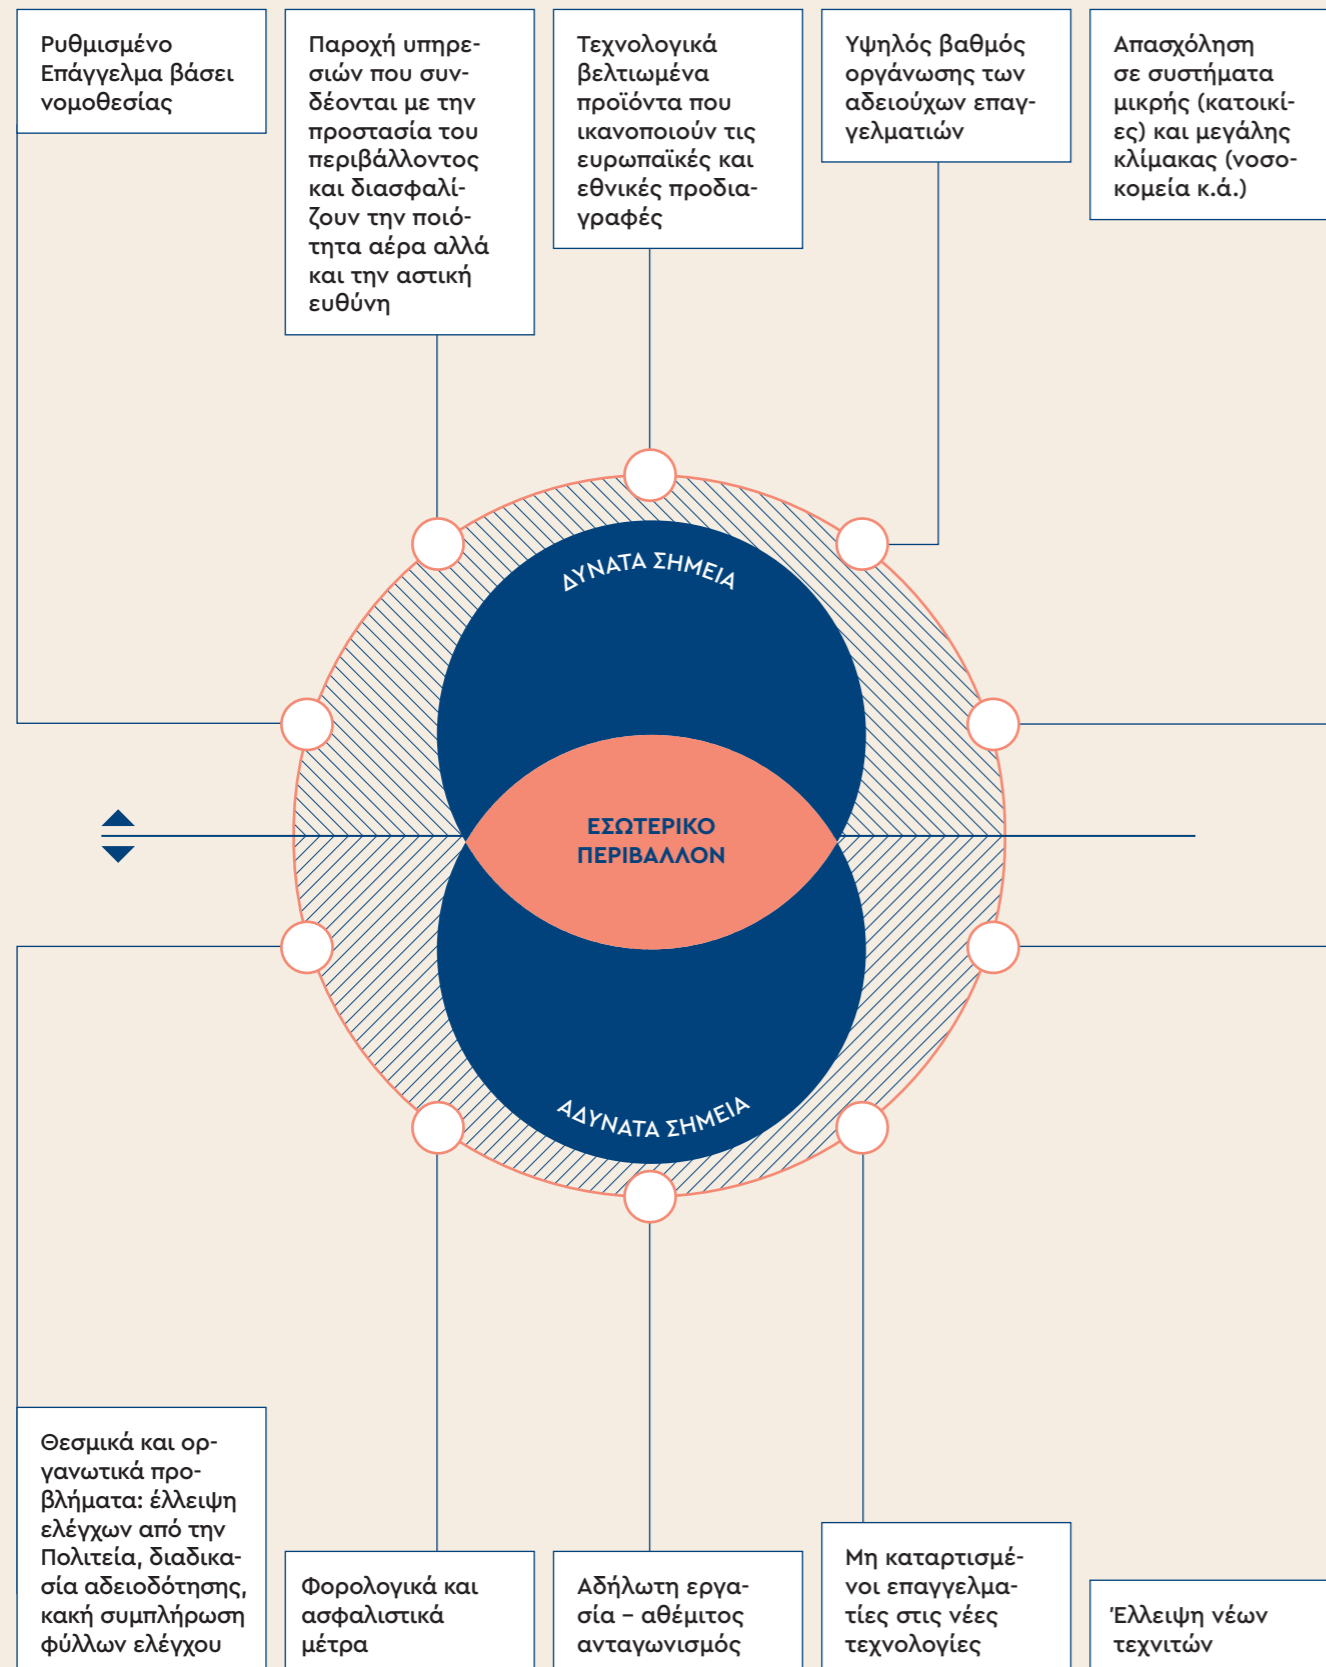 Ρυθμισμένο
Επάγγελμα βάσει
νομοθεσίας
Παροχή υπηρε-
σιών που συν-
δέονται με την
προστασία του
περιβάλλοντος
και διασφαλί-
ζουν την ποιό-
τητα αέρα αλλά
και την αστική
ευθύνη
Τεχνολογικά
βελτιωμένα
προϊόντα που
ικανοποιούν τις
ευρωπαϊκές και
εθνικές προδια-
γραφές
Υψηλός βαθμός
οργάνωσης των
αδειούχων επαγ-
γελματιών
Απασχόληση
σε συστήματα
μικρής (κατοικί-
ες) και μεγάλης
κλίμακας (νοσο-
κομεία κ.ά.)
ΔΥΝΑΤΑ ΣΗΜΕΙΑ
ΕΣΩΤΕΡΙΚΟ
ΠΕΡΙΒΑΛΛΟΝ
ΑΔΥΝΑΤΑ ΣΗΜΕΙΑ
Θεσμικά και ορ-
γανωτικά προ-
βλήματα: έλλειψη
ελέγχων από την
Πολιτεία, διαδικα-
σία αδειοδότησης,
κακή συμπλήρωση
φύλλων ελέγχου
Φορολογικά και
ασφαλιστικά
μέτρα
Αδήλωτη εργα-
σία – αθέμιτος
ανταγωνισμός
Μη καταρτισμέ-
νοι επαγγελμα-
τίες στις νέες
τεχνολογίες
Έλλειψη νέων
τεχνιτών